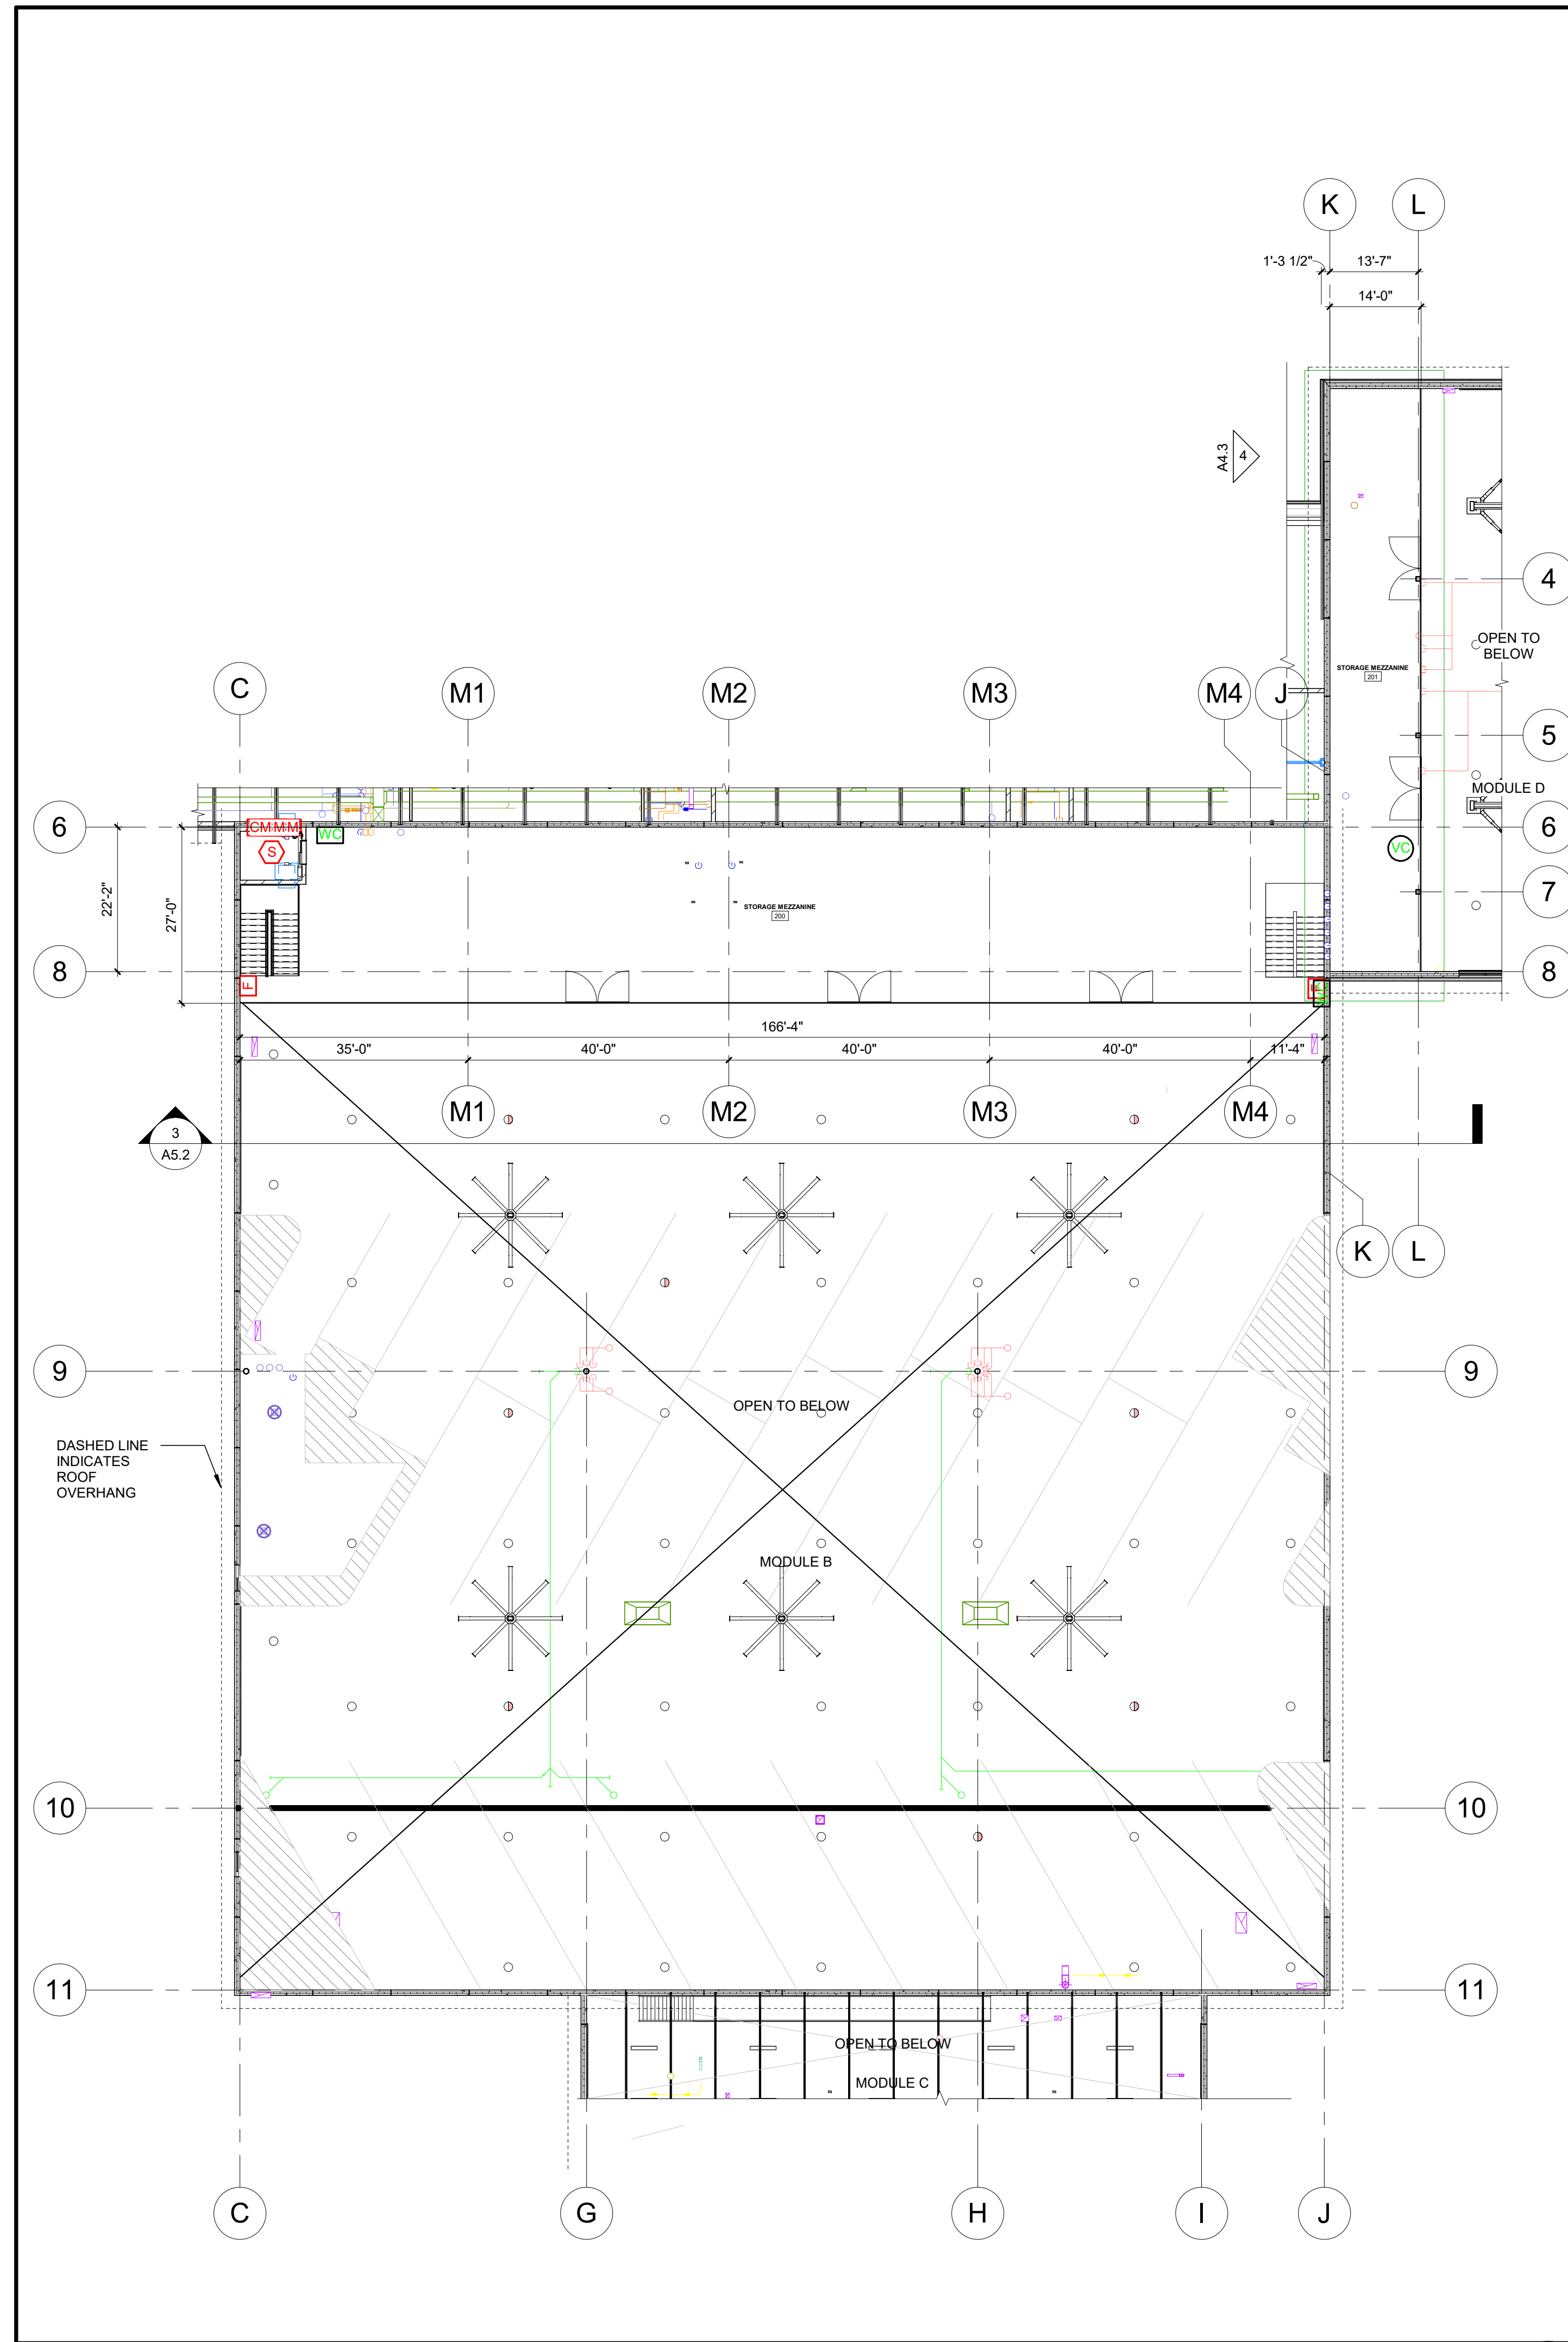 K
L
1'-3 1/2"
13'-7"
14'-0"
A4.3
4
4
OPEN TO
BELOW
STORAGE MEZZANINE
201
C
M1
M2
M3
M4
J
5
MODULE D
6
CM
M
M
WC
S
6
VC
22'-2"
27'-0"
STORAGE MEZZANINE
200
7
8
F
8
166'-4"
35'-0"
40'-0"
40'-0"
40'-0"
11'-4"
M1
M2
M3
M4
3
A5.2
K
L
9
9
OPEN TO BELOW
DASHED LINE
INDICATES
ROOF
OVERHANG
MODULE B
10
10
11
11
OPEN TO BELOW
MODULE C
C
G
H
I
J